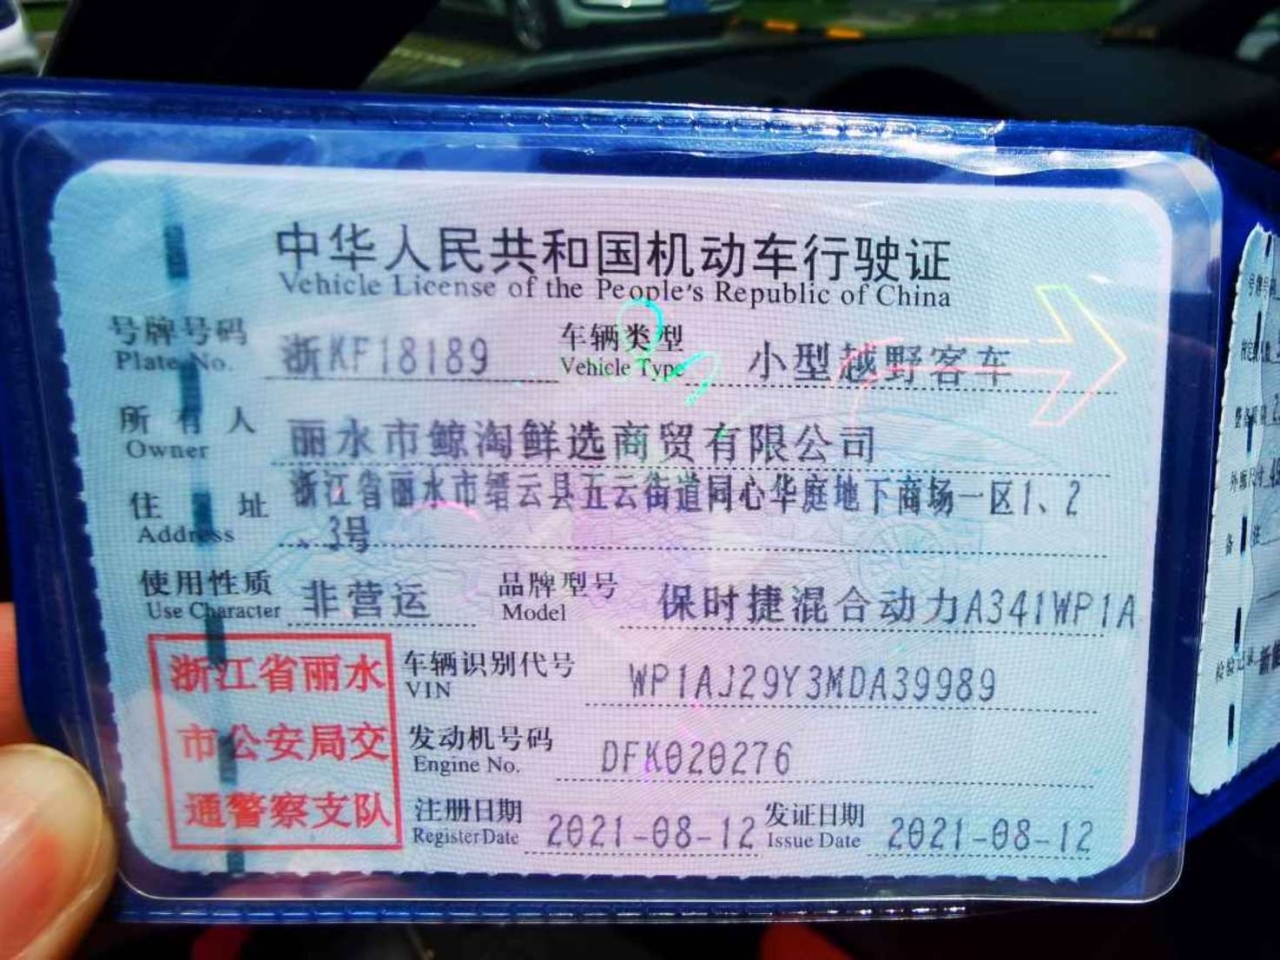 中华人民共和国机动车行驶证
Vehicle License of the People's Republic of China
号牌号码 浙KF18189 车辆类型 小型越野客车
Plate No. Vehicle Type
所有人 丽水市鲸淘鲜选商贸有限公司
Owner
住址 浙江省丽水市缙云县五云街道同心华庭地下商场一区1、2
Address 、3号
使用性质 非营运 品牌型号 保时捷混合动力A341WP1A
Use Character Model
浙江省丽水
市公安局交
通警察支队
车辆识别代号 WP1AJ29Y3MDA39989
VIN
发动机号码 DFK020276
Engine No.
注册日期 2021-08-12 发证日期 2021-08-12
Register Date Issue Date